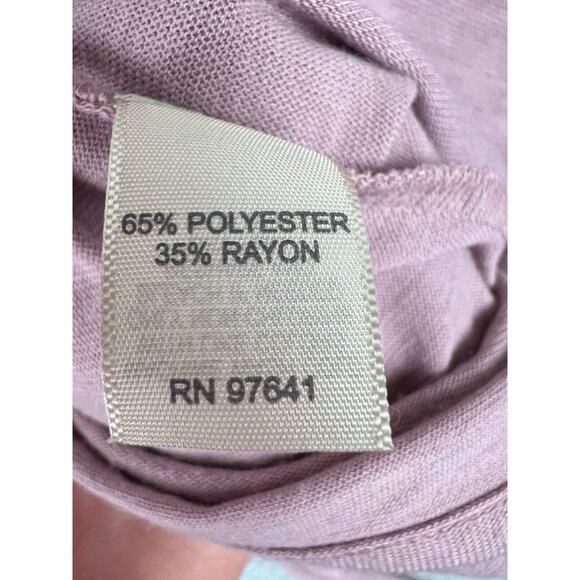 65% POLYESTER
35% RAYON
RN 97641